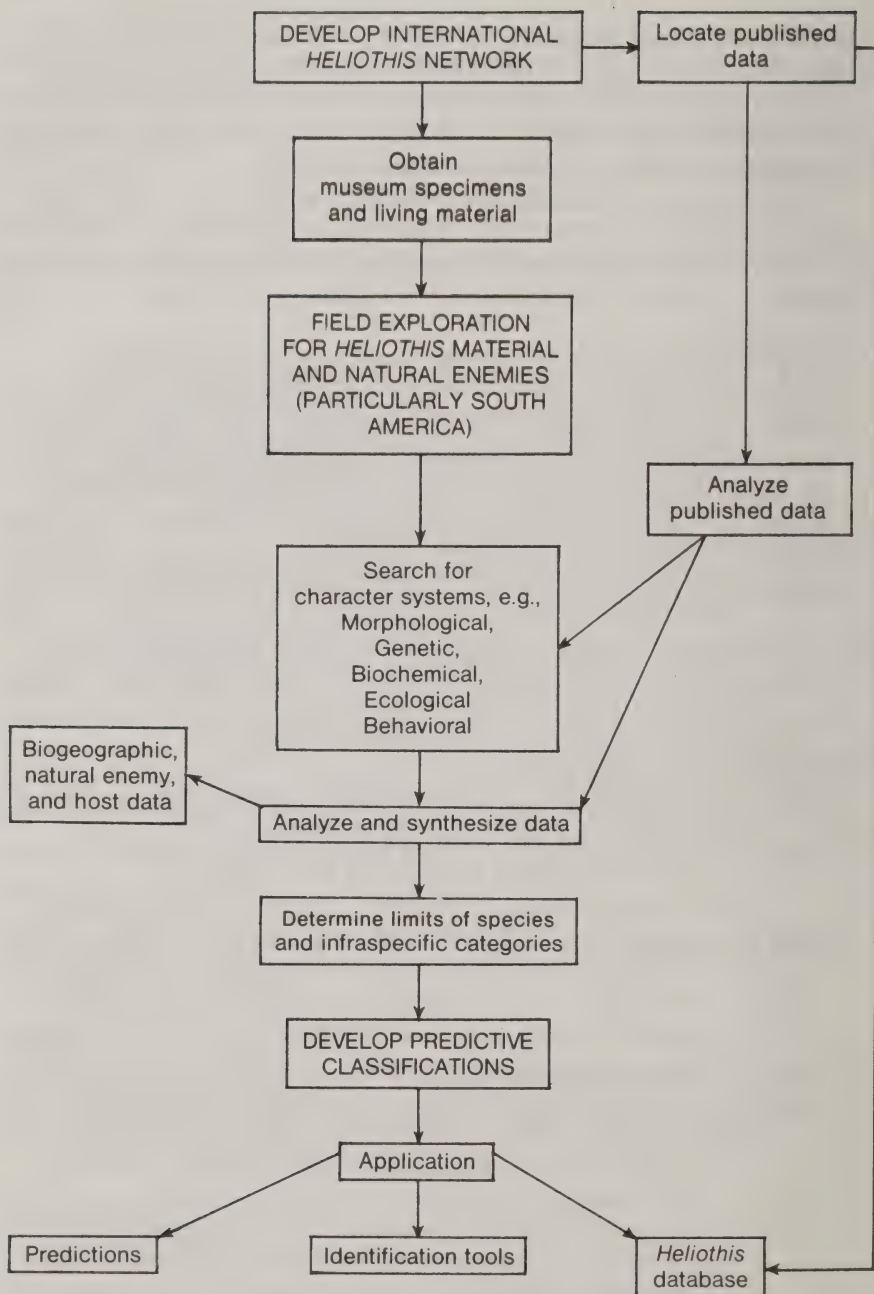 DEVELOP INTERNATIONAL
HELIOTHIS NETWORK
Locate published
data
Obtain
museum specimens
and living material
FIELD EXPLORATION
FOR HELIOTHIS MATERIAL
AND NATURAL ENEMIES
(PARTICULARLY SOUTH
AMERICA)
Analyze
published data
Search for
character systems, e.g.,
Morphological,
Genetic,
Biochemical,
Ecological
Behavioral
Biogeographic,
natural enemy,
and host data
Analyze and synthesize data
Determine limits of species
and infraspecific categories
DEVELOP PREDICTIVE
CLASSIFICATIONS
Application
Predictions
Identification tools
Heliothis
database